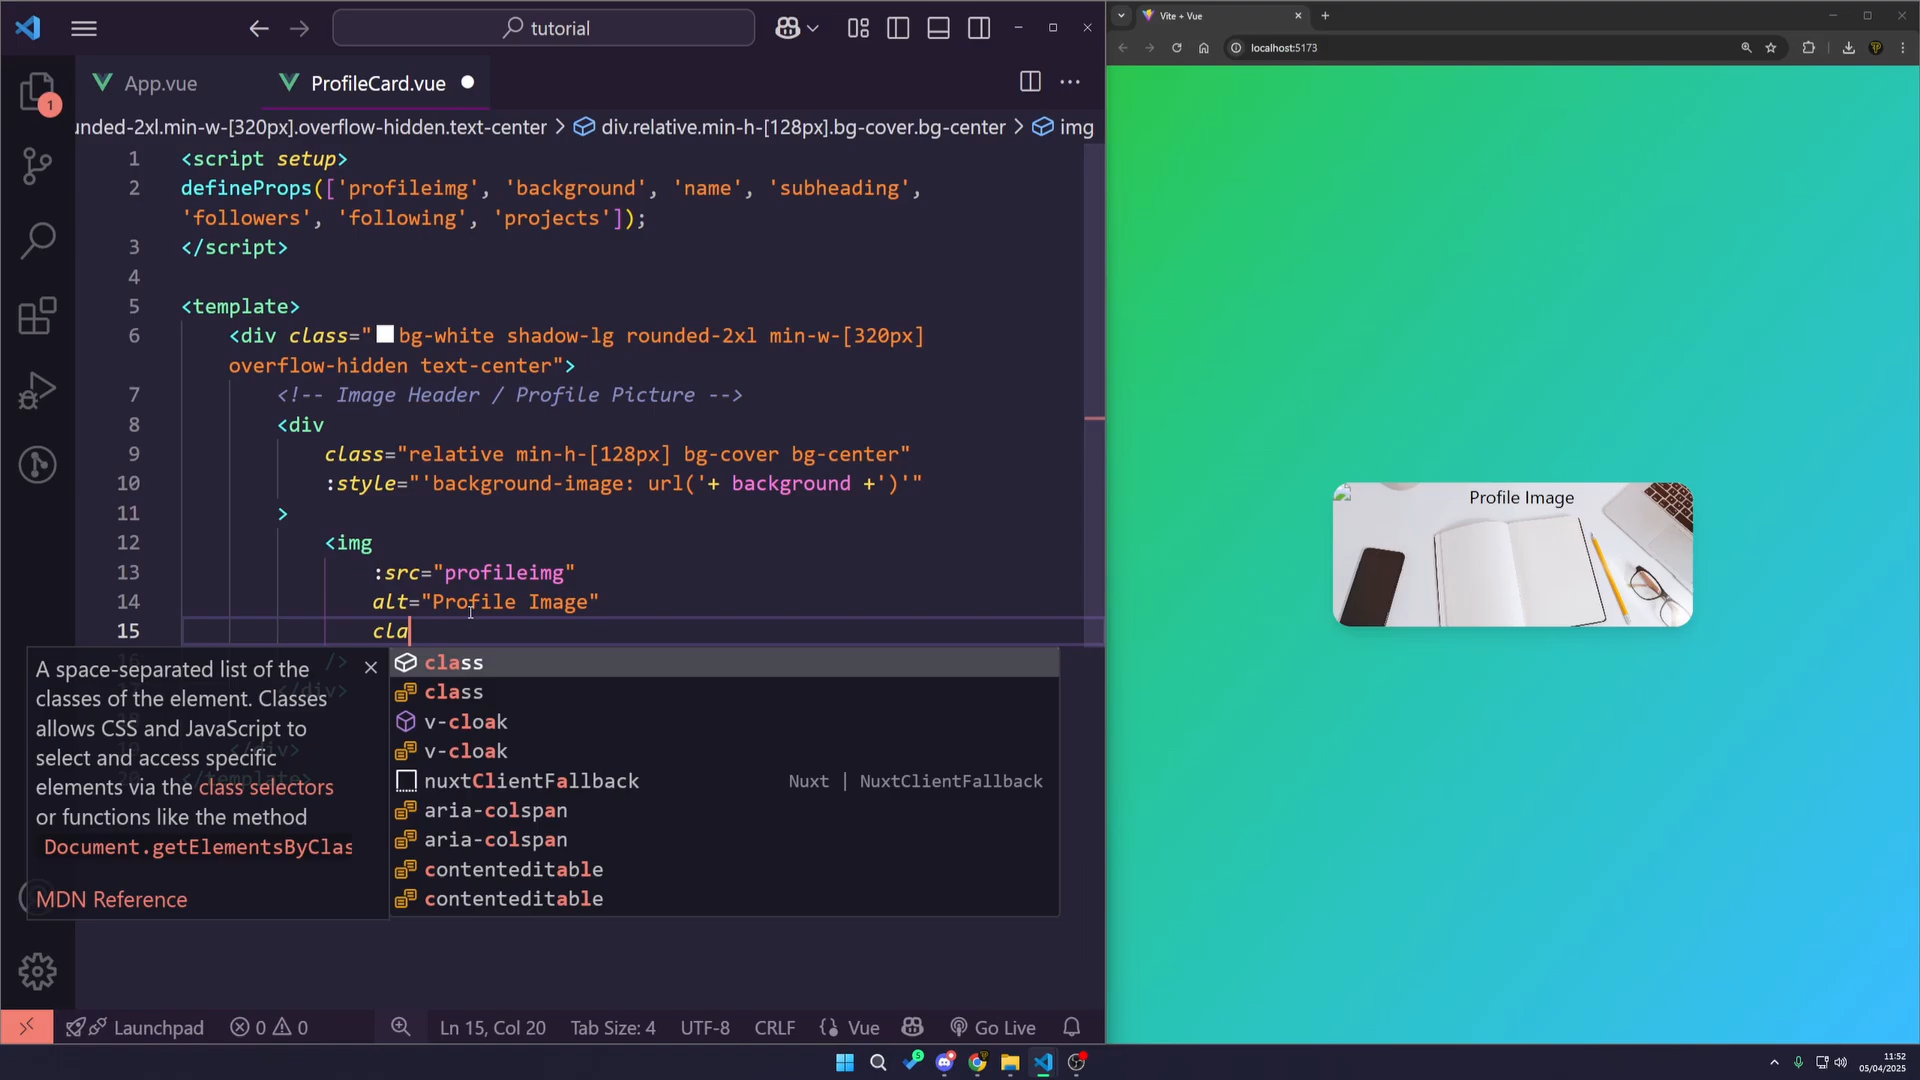 tutorial
App.vue
ProfileCard.vue
unded-2xl.min-w-[320px].overflow-hidden.text-center > div.relative.min-h-[128px].bg-cover.bg-center > img
1 <script setup>
2 defineProps(['profileimg', 'background', 'name', 'subheading',
'followers', 'following', 'projects']);
3 </script>
4
5 <template>
6 <div class="bg-white shadow-lg rounded-2xl min-w-[320px]
overflow-hidden text-center">
7 <!-- Image Header / Profile Picture -->
8 <div
9 class="relative min-h-[128px] bg-cover bg-center"
10 :style="'background-image: url('+ background +')'"
11 >
12 <img
13 :src="profileimg"
14 alt="Profile Image"
15 cla
A space-separated list of the
classes of the element. Classes
allows CSS and JavaScript to
select and access specific
elements via the class selectors
or functions like the method
Document.getElementsByClas
MDN Reference
class
class
v-cloak
v-cloak
nuxtClientFallback Nuxt | NuxtClientFallback
aria-colspan
aria-colspan
contenteditable
contenteditable
1
Launchpad 0 0 Ln 15, Col 20 Tab Size: 4 UTF-8 CRLF {} Vue Go Live
Vite + Vue
localhost:5173
Profile Image
5
11:52
05/04/2025